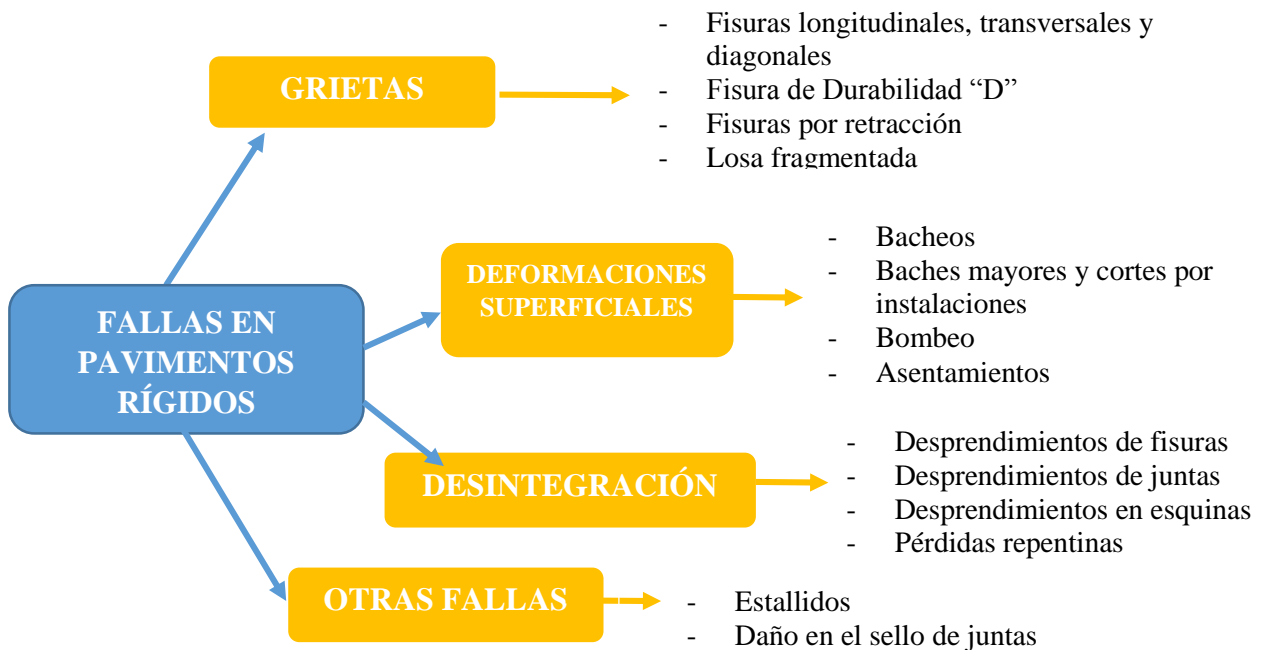 FALLAS EN
PAVIMENTOS
RÍGIDOS
GRIETAS
- Fisuras longitudinales, transversales y
diagonales
- Fisura de Durabilidad “D”
- Fisuras por retracción
- Losa fragmentada
DEFORMACIONES
SUPERFICIALES
- Bacheos
- Baches mayores y cortes por
instalaciones
- Bombeo
- Asentamientos
DESINTEGRACIÓN
- Desprendimientos de fisuras
- Desprendimientos de juntas
- Desprendimientos en esquinas
- Pérdidas repentinas
OTRAS FALLAS
- Estallidos
- Daño en el sello de juntas